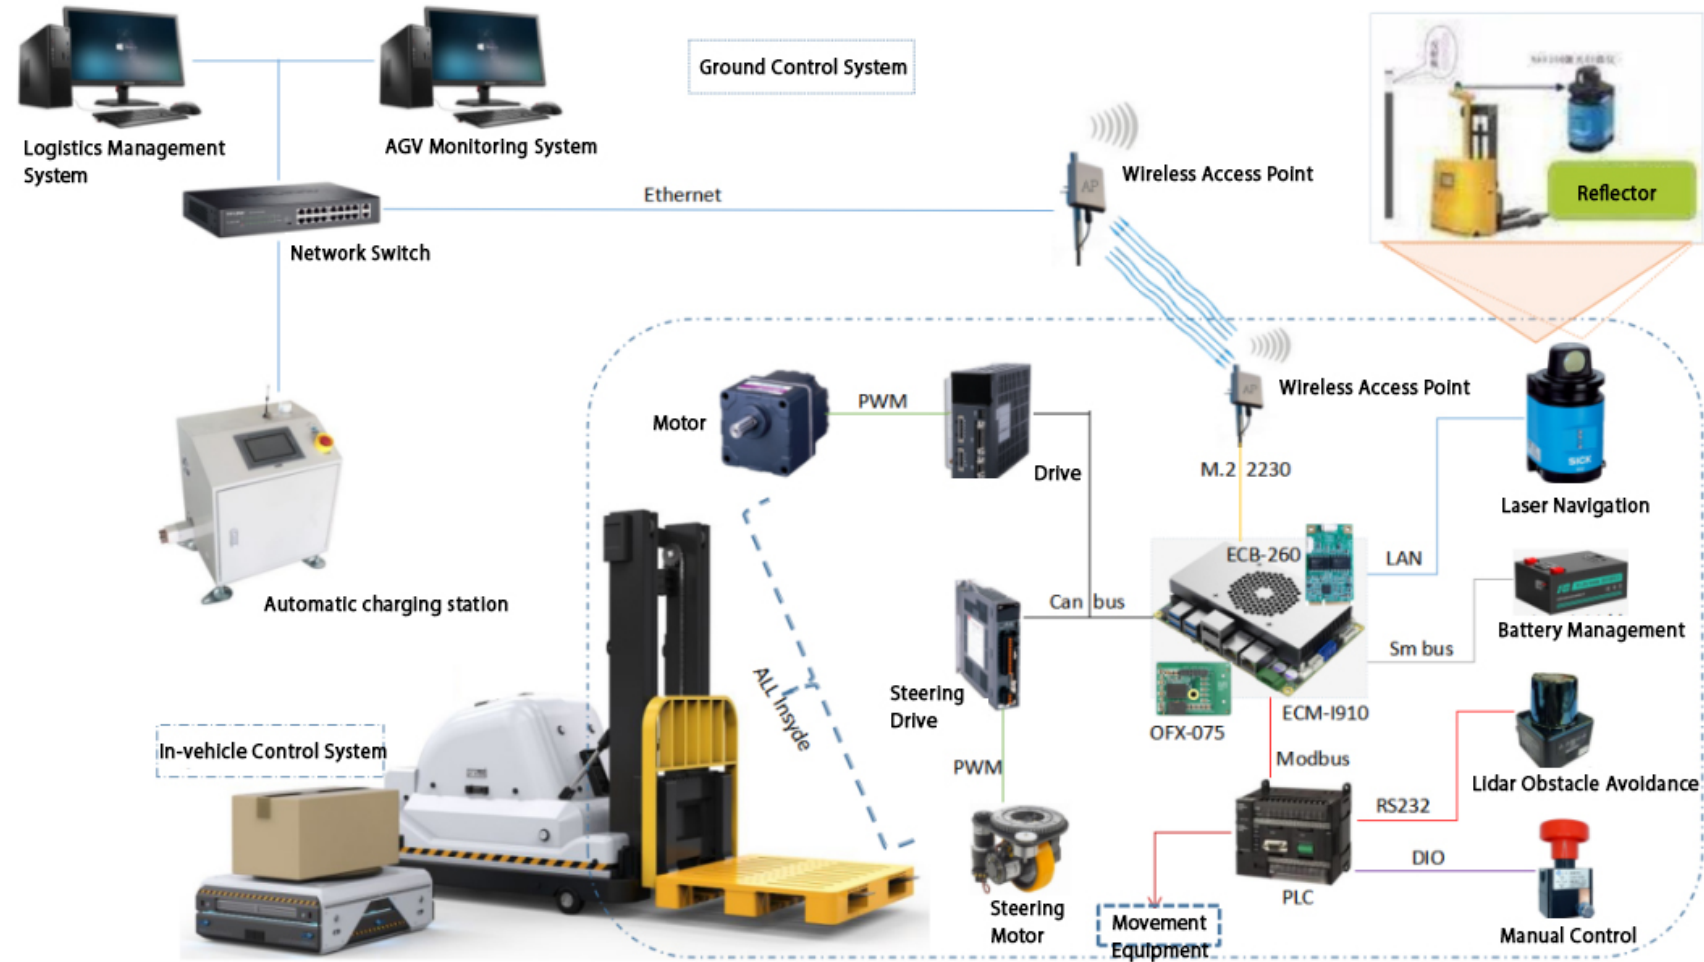 Ground Control System
Logistics Management
System
AGV Monitoring System
Wireless Access Point
AP
Reflector
Ethernet
Network Switch
Wireless Access Point
AP
Motor
PWM
Drive
M.2 2230
SICK
Laser Navigation
ECB-260
LAN
Automatic charging station
Can bus
Battery Management
Sm bus
Steering
Drive
ALL Insyde
ECM-I910
OFX-075
In-vehicle Control System
PWM
Modbus
Lidar Obstacle Avoidance
RS232
DIO
PLC
Steering
Motor
Movement
Equipment
Manual Control